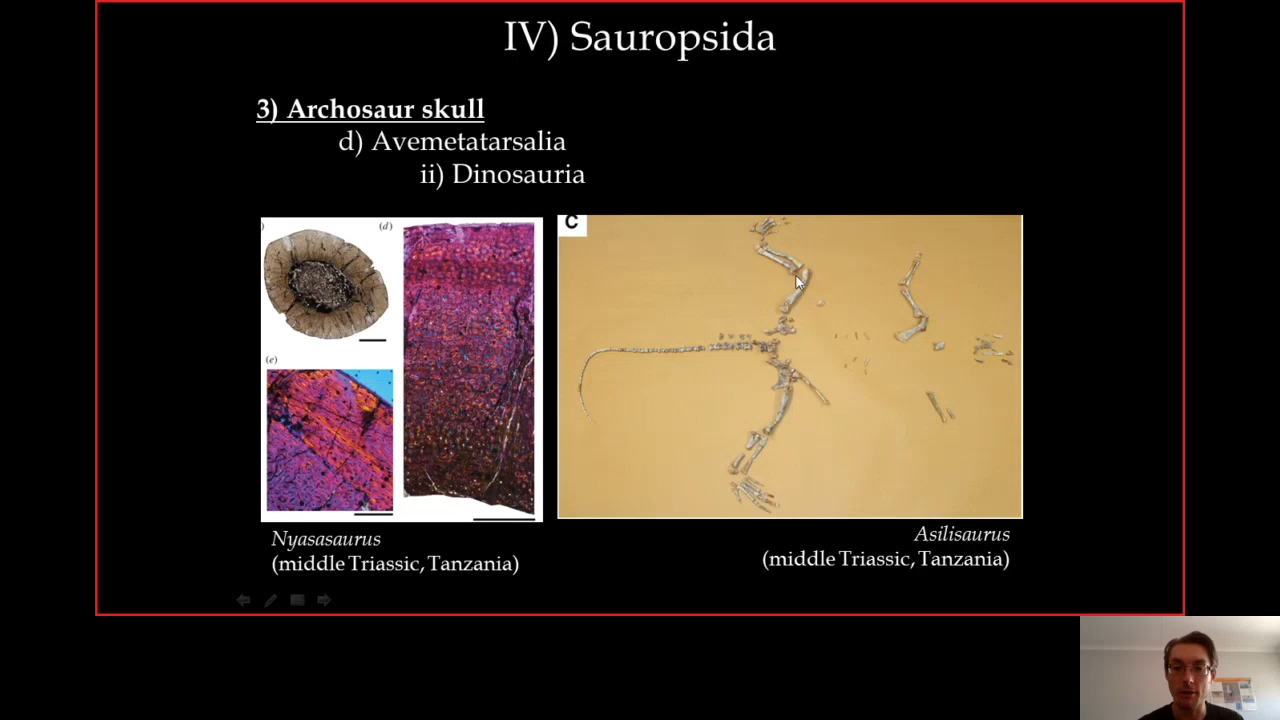 IV) Sauropsida
3) Archosaur skull
d) Avemetatarsalia
ii) Dinosauria
) (d)
(e)
C
Nyasasaurus
(middle Triassic, Tanzania)
Asilisaurus
(middle Triassic, Tanzania)